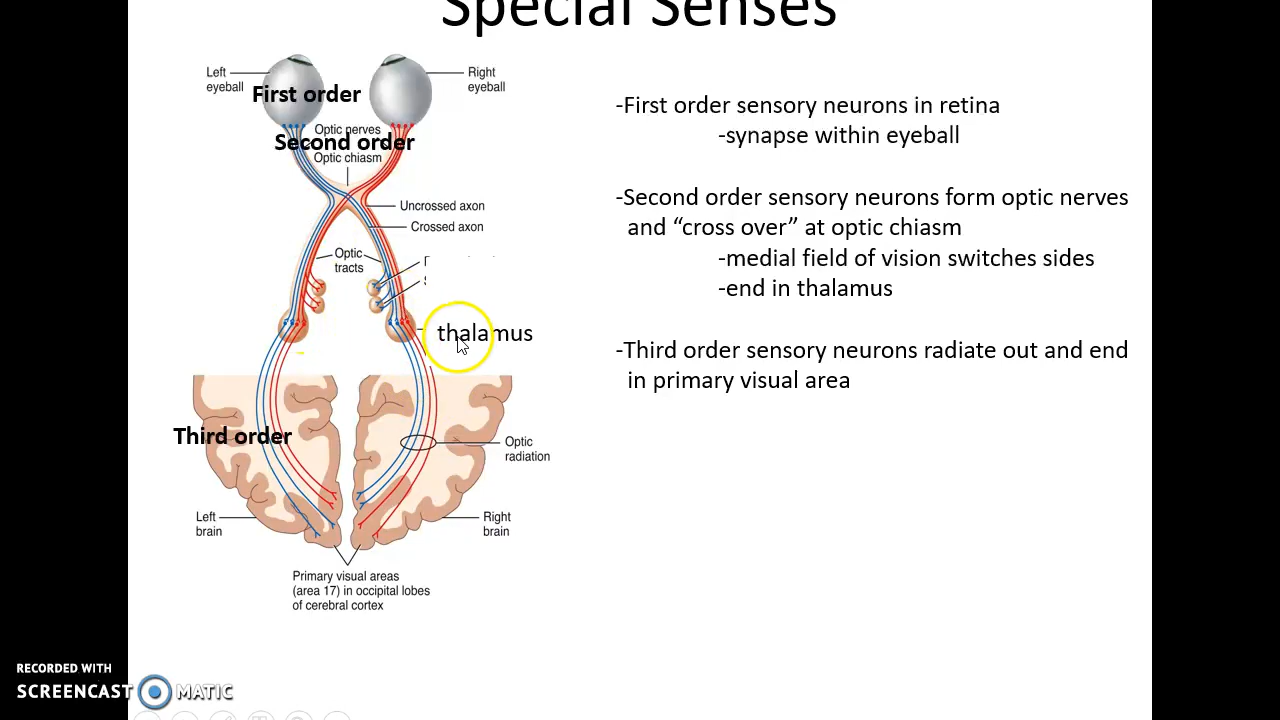 Special Senses
Left
eyeball
Right
eyeball
First order
Optic nerves
Second order
Optic chiasm
Uncrossed axon
Crossed axon
Optic
tracts
thalamus
Third order
Optic
radiation
Left
brain
Right
brain
Primary visual areas
(area 17) in occipital lobes
of cerebral cortex
-First order sensory neurons in retina
-synapse within eyeball
-Second order sensory neurons form optic nerves
and “cross over” at optic chiasm
-medial field of vision switches sides
-end in thalamus
-Third order sensory neurons radiate out and end
in primary visual area
RECORDED WITH
SCREENCAST MATIC